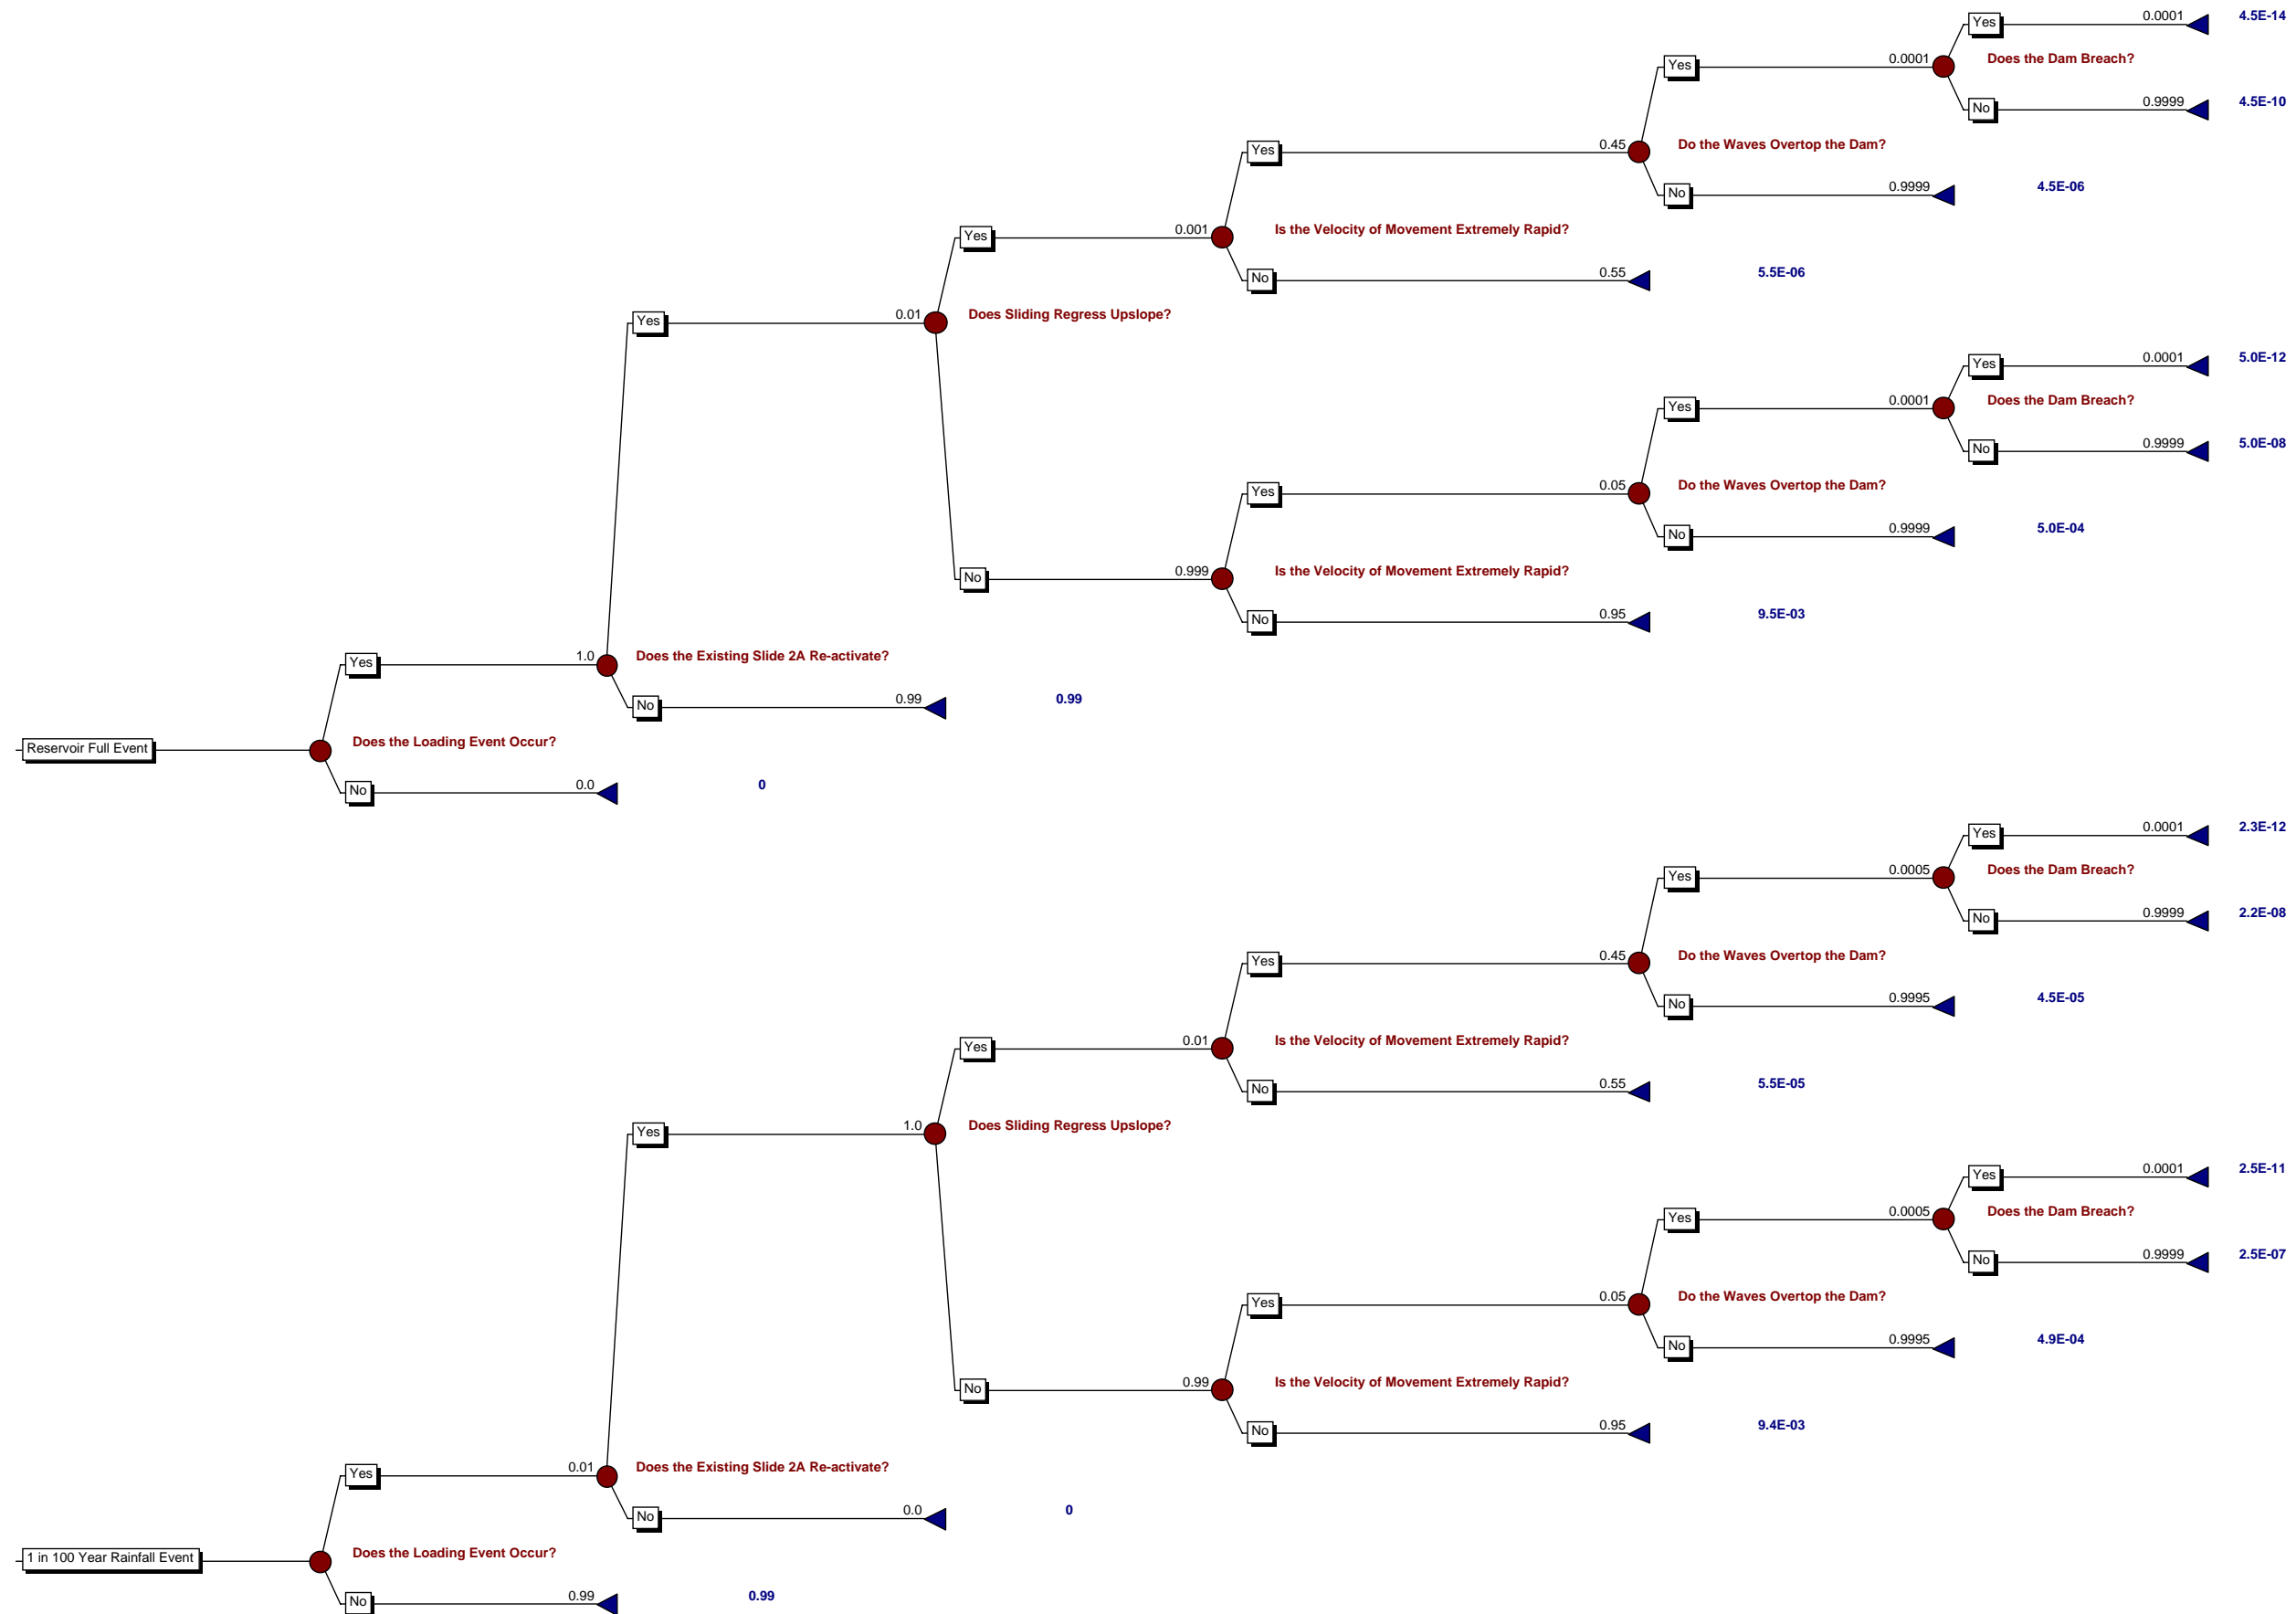 Yes 0.0001 4.5E-14
Yes 0.0001 Does the Dam Breach?
No 0.9999 4.5E-10
Yes 0.45 Do the Waves Overtop the Dam?
No 0.9999 4.5E-06
Yes 0.001 Is the Velocity of Movement Extremely Rapid?
No 0.55 5.5E-06
Yes 0.01 Does Sliding Regress Upslope?
Yes 0.0001 5.0E-12
Yes 0.0001 Does the Dam Breach?
No 0.9999 5.0E-08
Yes 0.05 Do the Waves Overtop the Dam?
No 0.9999 5.0E-04
No 0.999 Is the Velocity of Movement Extremely Rapid?
No 0.95 9.5E-03
Yes 1.0 Does the Existing Slide 2A Re-activate?
No 0.99 0.99
Reservoir Full Event Does the Loading Event Occur?
No 0.0 0
Yes 0.0001 2.3E-12
Yes 0.0005 Does the Dam Breach?
No 0.9999 2.2E-08
Yes 0.45 Do the Waves Overtop the Dam?
No 0.9995 4.5E-05
Yes 0.01 Is the Velocity of Movement Extremely Rapid?
No 0.55 5.5E-05
Yes 1.0 Does Sliding Regress Upslope?
Yes 0.0001 2.5E-11
Yes 0.0005 Does the Dam Breach?
No 0.9999 2.5E-07
Yes 0.05 Do the Waves Overtop the Dam?
No 0.9995 4.9E-04
No 0.99 Is the Velocity of Movement Extremely Rapid?
No 0.95 9.4E-03
Yes 0.01 Does the Existing Slide 2A Re-activate?
No 0.0 0
1 in 100 Year Rainfall Event Does the Loading Event Occur?
No 0.99 0.99